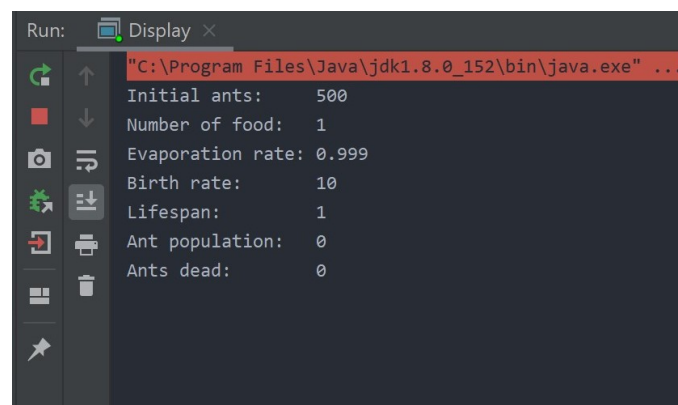 Run: Display ×
"C:\Program Files\Java\jdk1.8.0_152\bin\java.exe" ...
Initial ants: 500
Number of food: 1
Evaporation rate: 0.999
Birth rate: 10
Lifespan: 1
Ant population: 0
Ants dead: 0